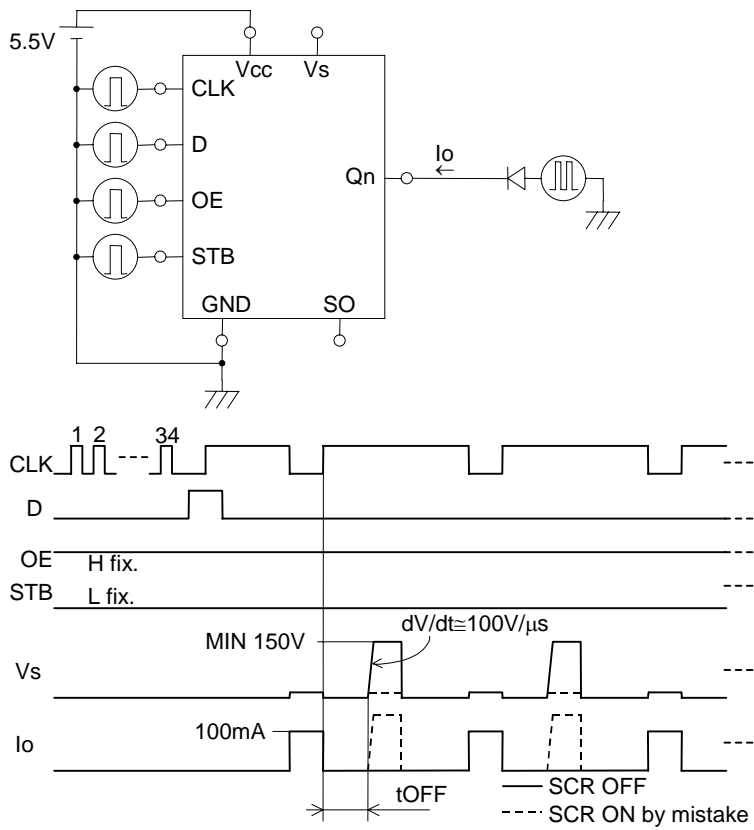 5.5V
Vcc Vs
CLK
D
OE
STB
Qn
Io
←
GND SO
1 2 34
CLK
D
OE H fix.
STB L fix.
dV/dt≅100V/μs
MIN 150V
Vs
100mA
Io
tOFF
SCR OFF
SCR ON by mistake